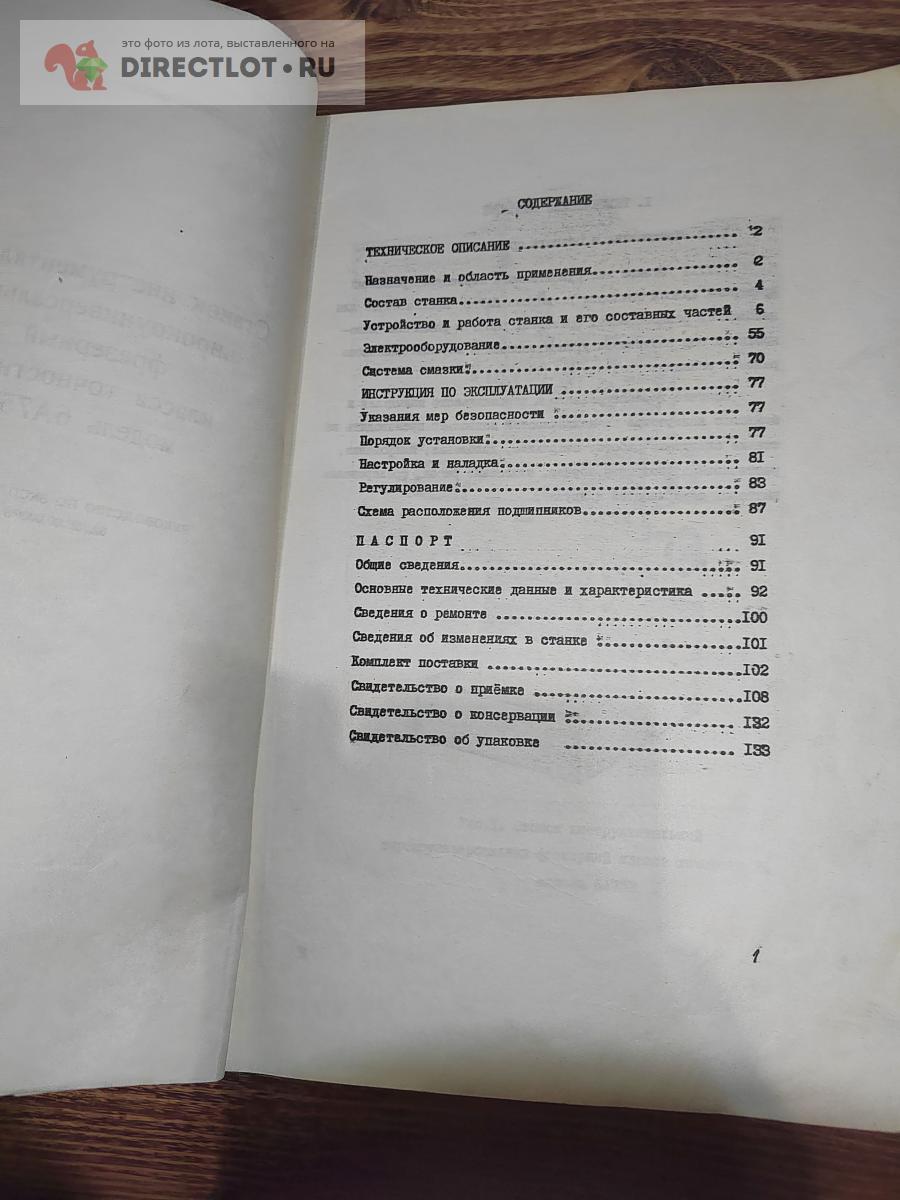 это фото из лота, выставленного на
DIRECTLOT•RU
СОДЕРЖАНИЕ
ТЕХНИЧЕСКОЕ ОПИСАНИЕ .............................. 2
Назначение и область применения.................... 2
Состав станка...................................... 4
Устройство и работа станка и его составных частей 6
Электрооборудование................................ 55
Система смазки..................................... 70
ИНСТРУКЦИЯ ПО ЭКСПЛУАТАЦИИ ........................ 77
Указания мер безопасности ......................... 77
Порядок установки.................................. 77
Настройка и наладка................................ 81
Регулирование...................................... 83
Схема расположения подшипников..................... 87
П А С П О Р Т 91
Общие сведения..................................... 91
Основные технические данные и характеристика ..... 92
Сведения о ремонте ................................100
Сведения об изменениях в станке ...................101
Комплект поставки .................................102
Свидетельство о приёмке ...........................108
Свидетельство о консервации ....................... 132
Свидетельство об упаковке ......................... 133
1